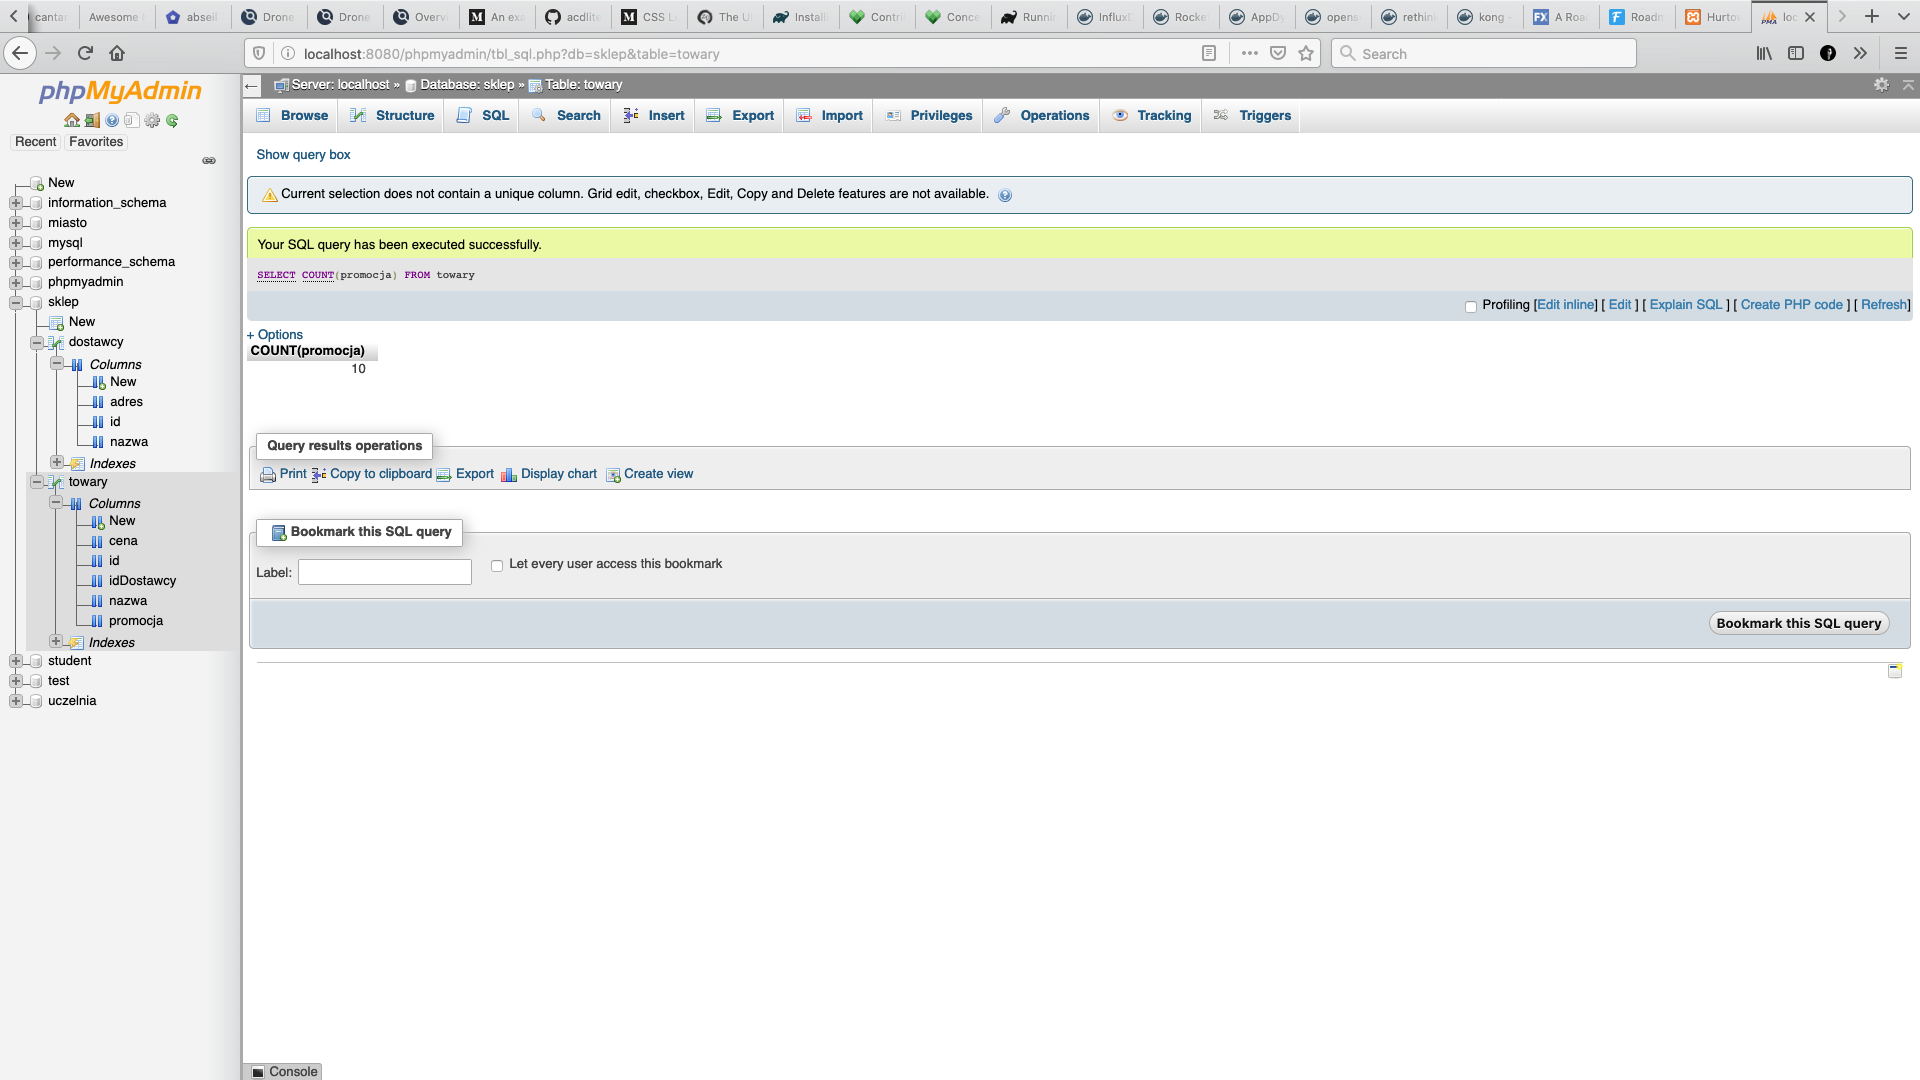 cantar Awesome abseil Drone Drone Overvi An exa acdlite CSS L The U Install Contri Conce Runnin Influx Rocke AppDy opens rethin kong - A Roa Roadm Hurtow loc
localhost:8080/phpmyadmin/tbl_sql.php?db=sklep&table=towary
Search
phpMyAdmin
Recent Favorites
New
information_schema
miasto
mysql
performance_schema
phpmyadmin
sklep
New
dostawcy
Columns
New
adres
id
nazwa
Indexes
towary
Columns
New
cena
id
idDostawcy
nazwa
promocja
Indexes
student
test
uczelnia
Server: localhost » Database: sklep » Table: towary
Browse Structure SQL Search Insert Export Import Privileges Operations Tracking Triggers
Show query box
Current selection does not contain a unique column. Grid edit, checkbox, Edit, Copy and Delete features are not available.
Your SQL query has been executed successfully.
SELECT COUNT(promocja) FROM towary
Profiling [Edit inline] [ Edit ] [ Explain SQL ] [ Create PHP code ] [ Refresh]
+ Options
COUNT(promocja)
10
Query results operations
Print Copy to clipboard Export Display chart Create view
Bookmark this SQL query
Label:
Let every user access this bookmark
Bookmark this SQL query
Console